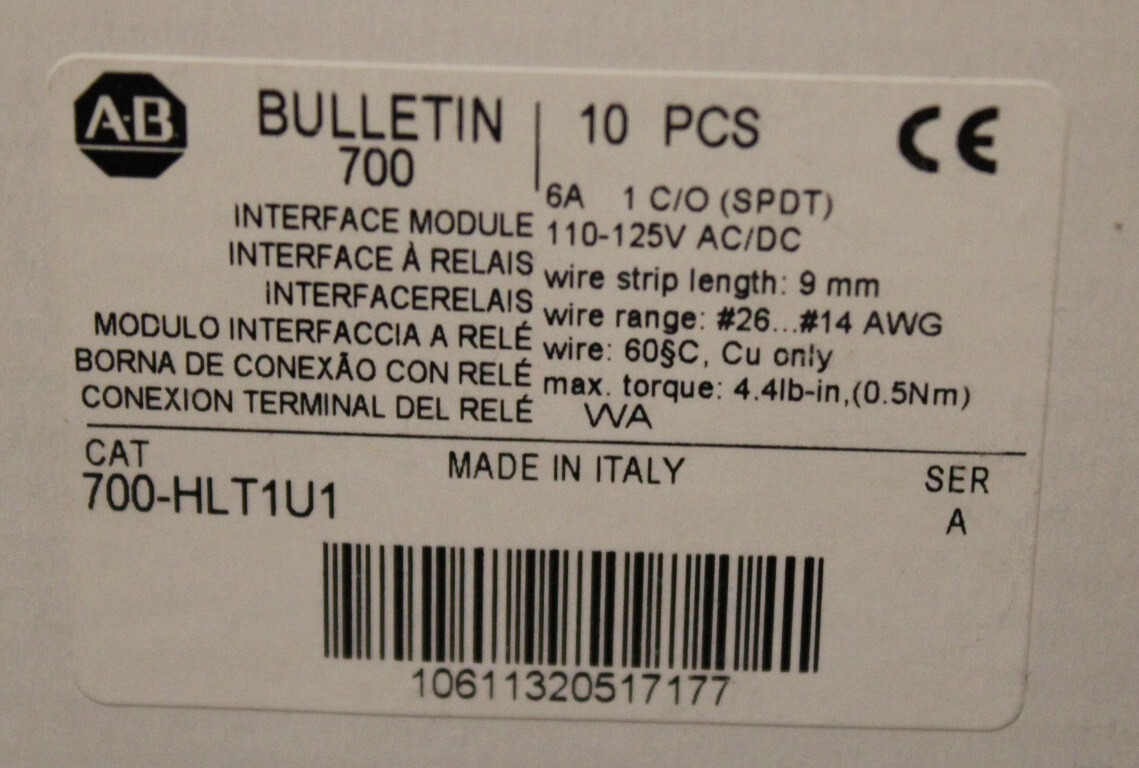 A-B
BULLETIN
700
10 PCS
CE
INTERFACE MODULE
INTERFACE À RELAIS
INTERFACERELAIS
MODULO INTERFACCIA A RELÉ
BORNA DE CONEXÃO CON RELÉ
CONEXION TERMINAL DEL RELÉ
6A 1 C/O (SPDT)
110-125V AC/DC
wire strip length: 9 mm
wire range: #26...#14 AWG
wire: 60§C, Cu only
max. torque: 4.4lb-in,(0.5Nm)
WA
CAT
700-HLT1U1
MADE IN ITALY
SER
A
10611320517177